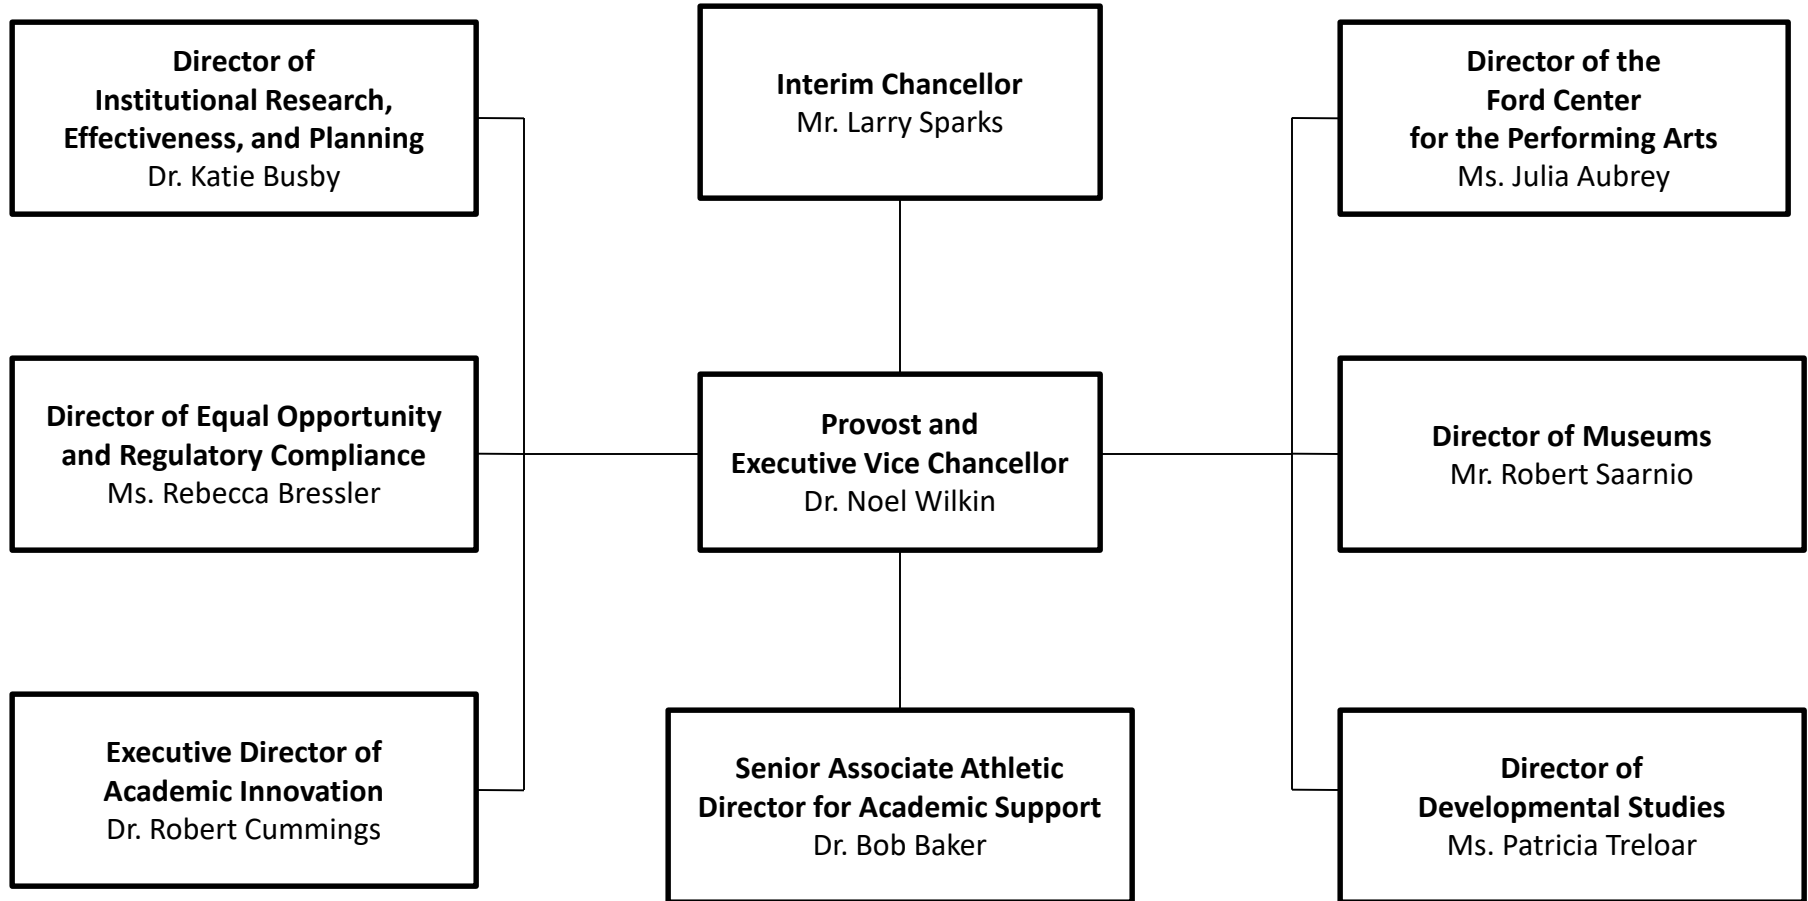 Director of
Institutional Research,
Effectiveness, and Planning
Dr. Katie Busby
Interim Chancellor
Mr. Larry Sparks
Director of the
Ford Center
for the Performing Arts
Ms. Julia Aubrey
Director of Equal Opportunity
and Regulatory Compliance
Ms. Rebecca Bressler
Provost and
Executive Vice Chancellor
Dr. Noel Wilkin
Director of Museums
Mr. Robert Saarnio
Executive Director of
Academic Innovation
Dr. Robert Cummings
Senior Associate Athletic
Director for Academic Support
Dr. Bob Baker
Director of
Developmental Studies
Ms. Patricia Treloar